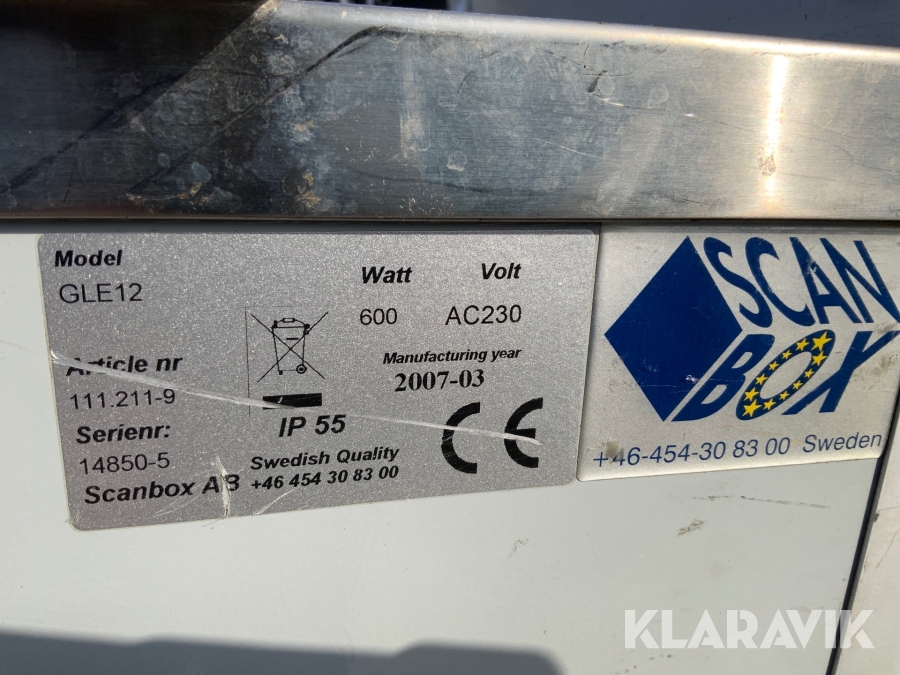 Model
GLE12
Watt
Volt
600
AC230
Article nr
111.211-9
Manufacturing year
2007-03
Serienr:
14850-5
IP 55
CE
Scanbox AB
Swedish Quality
+46 454 30 83 00
SCAN
BOX
+46-454-30 83 00 Sweden
KLARAVIK